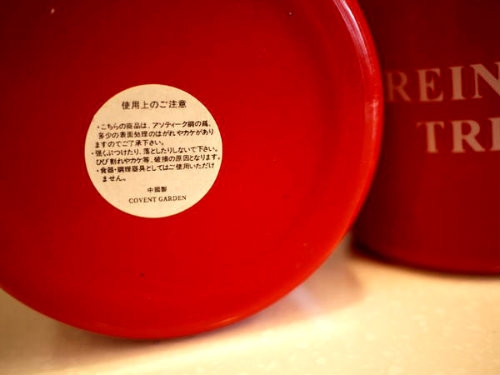 使用上のご注意
・こちらの商品は、アンティーク調の為、
多少の表面処理のはがれやカケがあり
ますのでご了承下さい。
・強くぶつけたり、落としたりしないで下さい。
ひび割れやカケ等、破損の原因となります。
・食器・調理器具としてはご使用いただけ
ません。
中國製
COVENT GARDEN
REIN
TRE